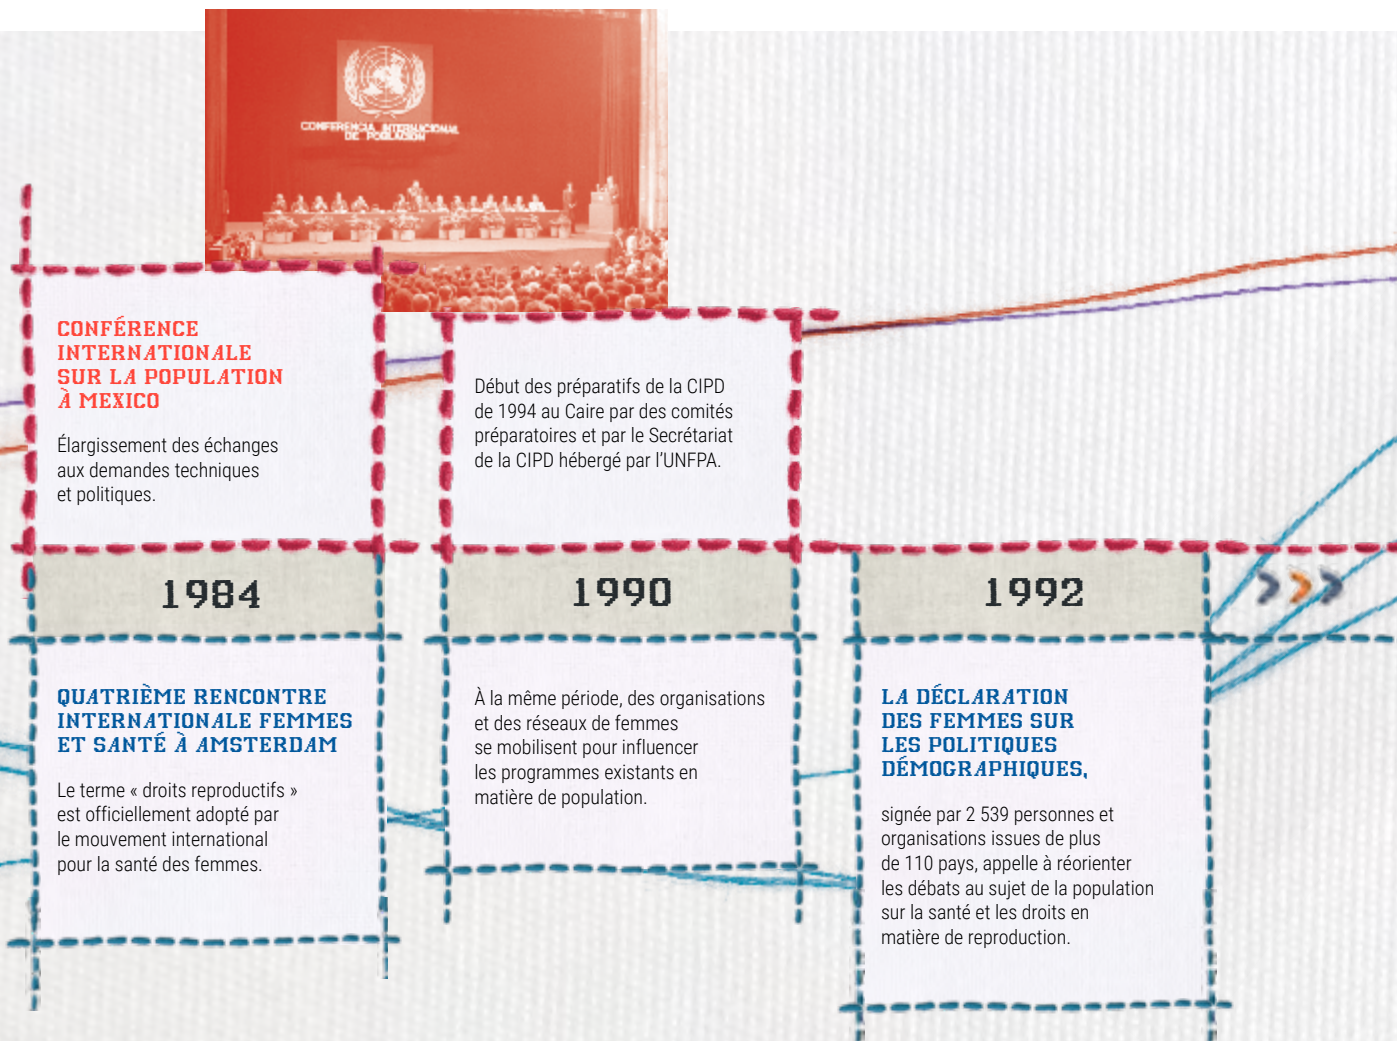 CONFERENCIA INTERNACIONAL
DE POBLACION
CONFÉRENCE
INTERNATIONALE
SUR LA POPULATION
À MEXICO
Élargissement des échanges
aux demandes techniques
et politiques.
Début des préparatifs de la CIPD
de 1994 au Caire par des comités
préparatoires et par le Secrétariat
de la CIPD hébergé par l’UNFPA.
1984
1990
1992
QUATRIÈME RENCONTRE
INTERNATIONALE FEMMES
ET SANTÉ À AMSTERDAM
Le terme « droits reproductifs »
est officiellement adopté par
le mouvement international
pour la santé des femmes.
À la même période, des organisations
et des réseaux de femmes
se mobilisent pour influencer
les programmes existants en
matière de population.
LA DÉCLARATION
DES FEMMES SUR
LES POLITIQUES
DÉMOGRAPHIQUES,
signée par 2 539 personnes et
organisations issues de plus
de 110 pays, appelle à réorienter
les débats au sujet de la population
sur la santé et les droits en
matière de reproduction.